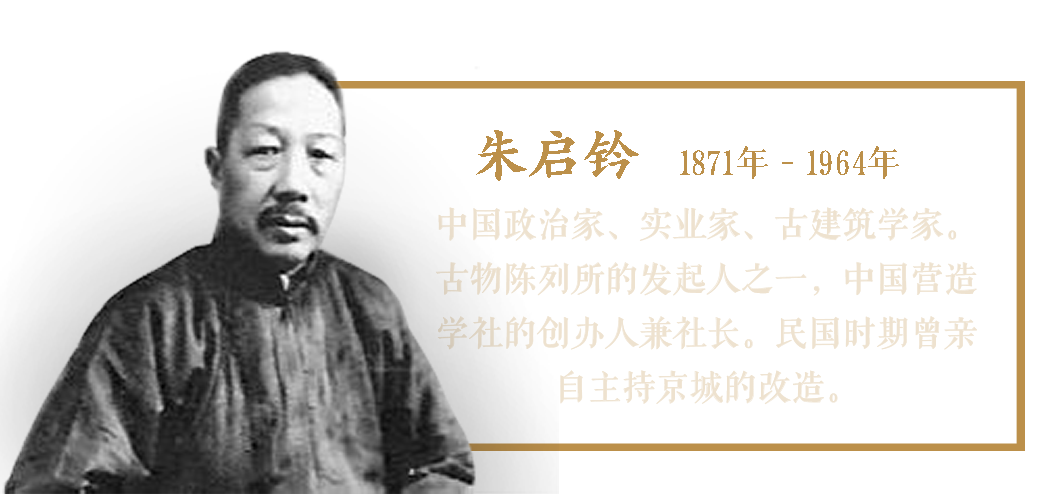 朱启钤 1871年-1964年
中国政治家、实业家、古建筑学家。
古物陈列所的发起人之一，中国营造
学社的创办人兼社长。民国时期曾亲
自主持京城的改造。